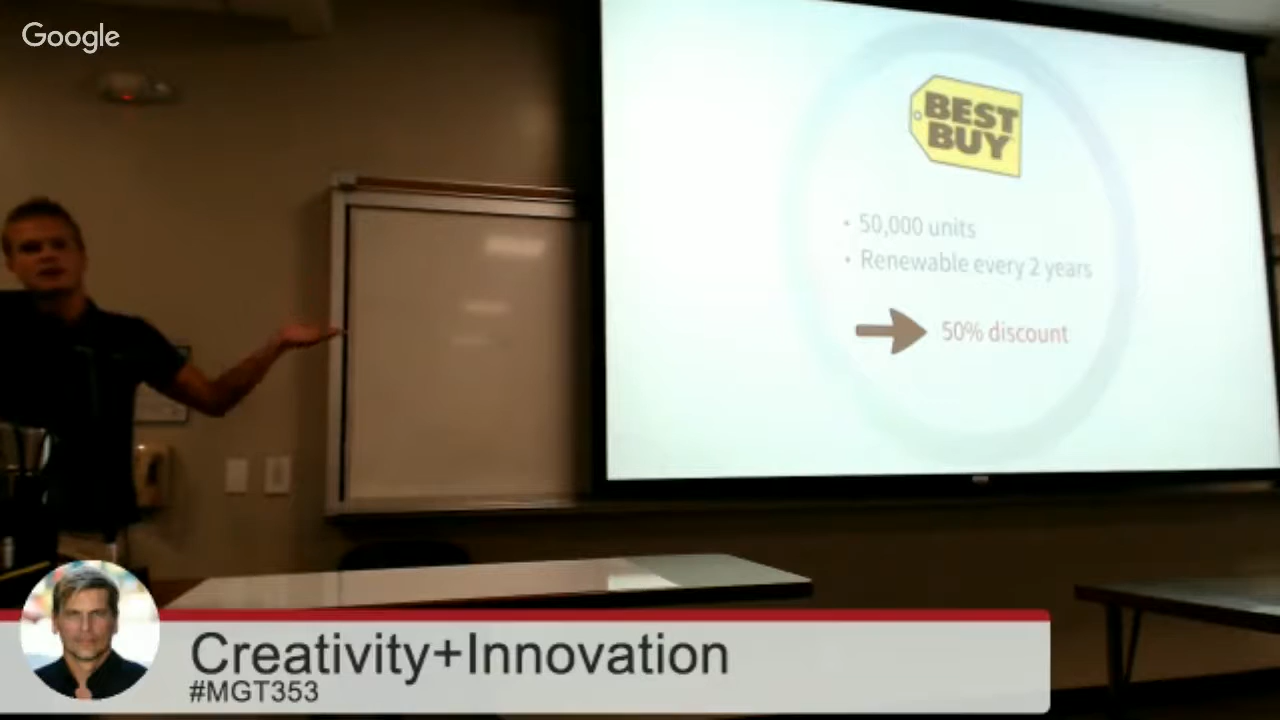 Google
BEST
BUY
• 50,000 units
• Renewable every 2 years
50% discount
Creativity+Innovation
#MGT353